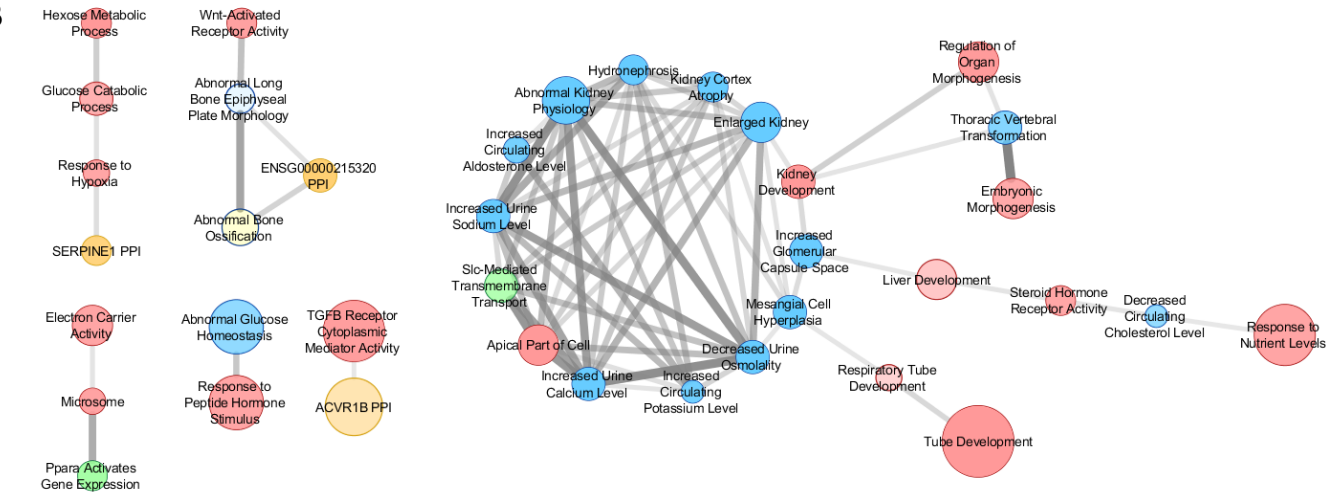 Hexose Metabolic
Process
Glucose Catabolic
Process
Response to
Hypoxia
SERPINE1 PPI
Wnt-Activated
Receptor Activity
Abnormal Long
Bone Epiphyseal
Plate Morphology
ENSG00000215320
PPI
Abnormal Bone
Ossification
Electron Carrier
Activity
Microsome
Ppara Activates
Gene Expression
Abnormal Glucose
Homeostasis
Response to
Peptide Hormone
Stimulus
TGFB Receptor
Cytoplasmic
Mediator Activity
ACVR1B PPI
Hydronephrosis
Kidney Cortex
Atrophy
Abnormal Kidney
Physiology
Enlarged Kidney
Increased
Circulating
Aldosterone Level
Increased Urine
Sodium Level
Slc-Mediated
Transmembrane
Transport
Apical Part of Cell
Increased Urine
Calcium Level
Increased
Circulating
Potassium Level
Decreased Urine
Osmolality
Mesangial Cell
Hyperplasia
Increased
Glomerular
Capsule Space
Kidney
Development
Regulation of
Organ
Morphogenesis
Thoracic Vertebral
Transformation
Embryonic
Morphogenesis
Liver Development
Steroid Hormone
Receptor Activity
Decreased
Circulating
Cholesterol Level
Response to
Nutrient Levels
Respiratory Tube
Development
Tube Development